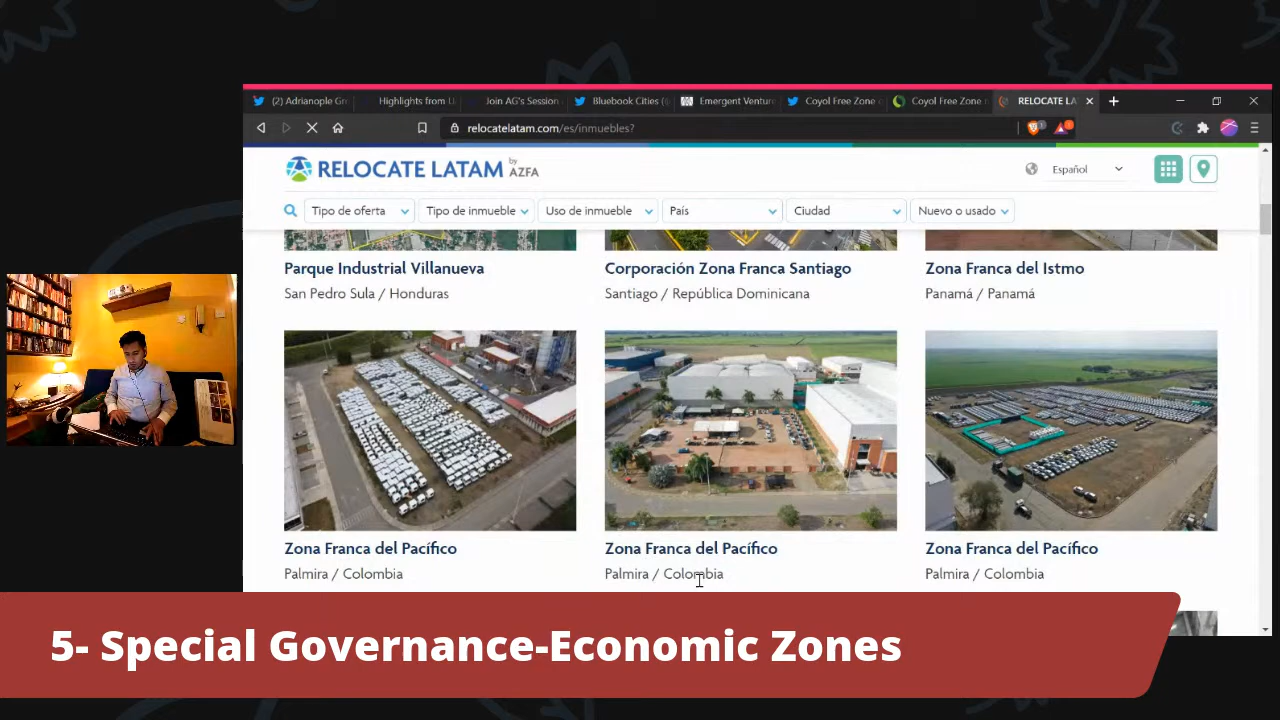 (2) Adrianople Gr
Highlights from U
Join AG's Session
Bluebook Cities (
Emergent Ventur
Coyol Free Zone
Coyol Free Zone
RELOCATE LA
relocatelatam.com/es/inmuebles?
RELOCATE LATAM by AZFA
Español
Tipo de oferta
Tipo de inmueble
Uso de inmueble
País
Ciudad
Nuevo o usado
Parque Industrial Villanueva
San Pedro Sula / Honduras
Corporación Zona Franca Santiago
Santiago / República Dominicana
Zona Franca del Istmo
Panamá / Panamá
Zona Franca del Pacífico
Palmira / Colombia
Zona Franca del Pacífico
Palmira / Colombia
Zona Franca del Pacífico
Palmira / Colombia
5- Special Governance-Economic Zones